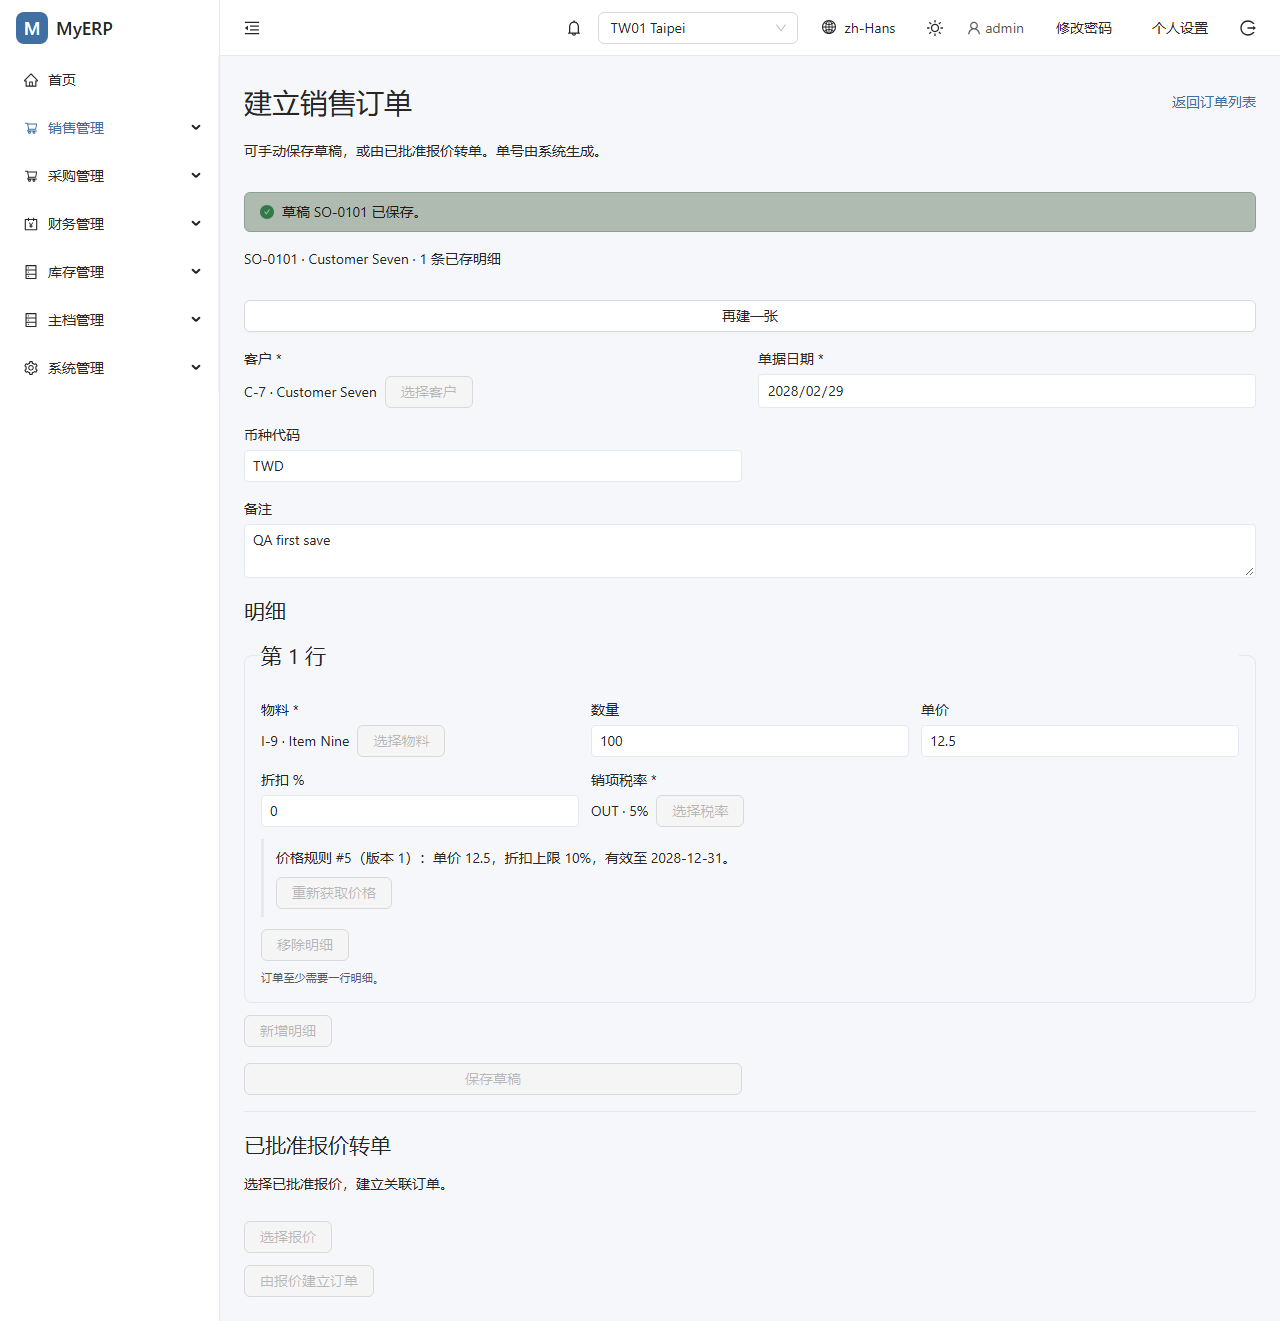 M MyERP
TW01 Taipei
zh-Hans
admin
修改密码
个人设置
首页
销售管理
采购管理
财务管理
库存管理
主档管理
系统管理
建立销售订单
返回订单列表
可手动保存草稿，或由已批准报价转单。单号由系统生成。
草稿 SO-0101 已保存。
SO-0101 · Customer Seven · 1 条已存明细
再建一张
客户 *
C-7 · Customer Seven 选择客户
单据日期 *
2028/02/29
币种代码
TWD
备注
QA first save
明细
第 1 行
物料 *
I-9 · Item Nine 选择物料
数量
100
单价
12.5
折扣 %
0
销项税率 *
OUT · 5% 选择税率
价格规则 #5（版本 1）：单价 12.5，折扣上限 10%，有效至 2028-12-31。
重新获取价格
移除明细
订单至少需要一行明细。
新增明细
保存草稿
已批准报价转单
选择已批准报价，建立关联订单。
选择报价
由报价建立订单